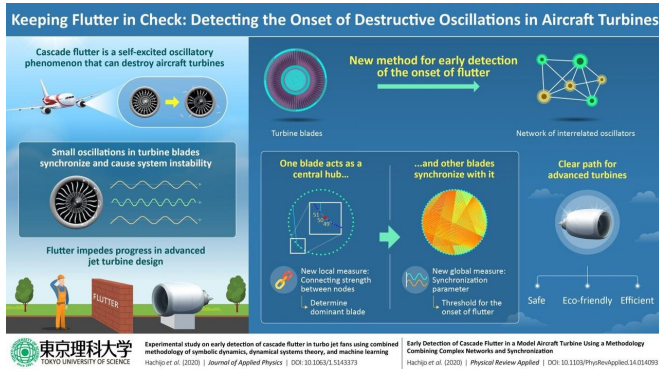 Keeping Flutter in Check: Detecting the Onset of Destructive Oscillations in Aircraft Turbines
Cascade flutter is a self-excited oscillatory
phenomenon that can destroy aircraft turbines
Small oscillations in turbine blades
synchronize and cause system instability
Flutter impedes progress in advanced
jet turbine design
FLUTTER
New method for early detection
of the onset of flutter
Turbine blades
Network of interrelated oscillators
One blade acts as a
central hub...
51
50
49
New local measure:
Connecting strength
between nodes
Determine
dominant blade
...and other blades
synchronize with it
New global measure:
Synchronization
parameter
Threshold for the
onset of flutter
Clear path for
advanced turbines
Safe
Eco-friendly
Efficient
東京理科大学
TOKYO UNIVERSITY OF SCIENCE
Experimental study on early detection of cascade flutter in turbo jet fans using combined
methodology of symbolic dynamics, dynamical systems theory, and machine learning
Hachijo et al. (2020) | Journal of Applied Physics | DOI: 10.1063/1.5143373
Early Detection of Cascade Flutter in a Model Aircraft Turbine Using a Methodology
Combining Complex Networks and Synchronization
Hachijo et al. (2020) | Physical Review Applied | DOI: 10.1103/PhysRevApplied.14.014093